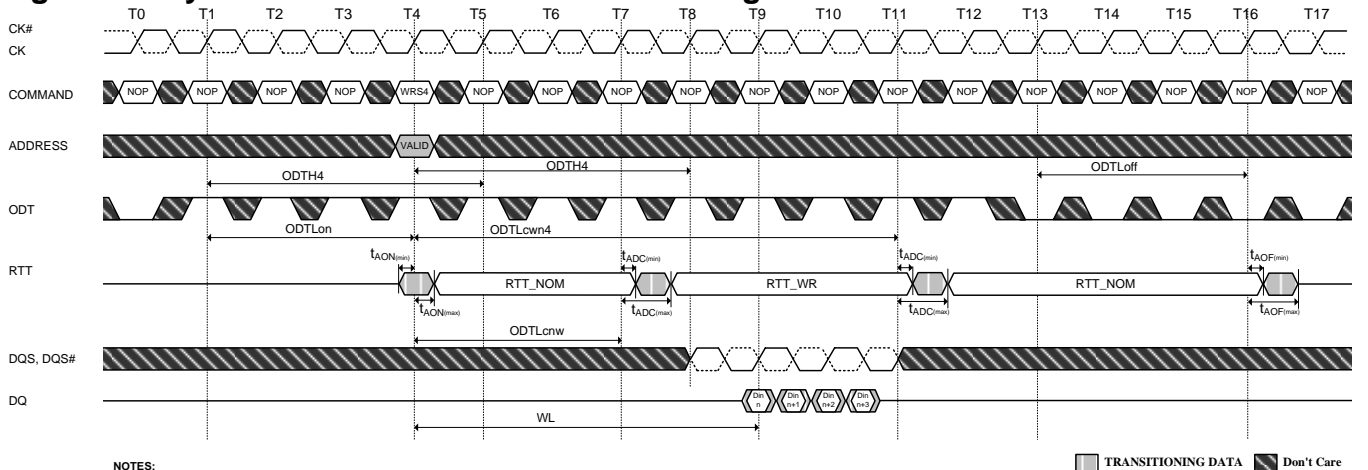 T0 T1 T2 T3 T4 T5 T6 T7 T8 T9 T10 T11 T12 T13 T14 T15 T16 T17
CK#
CK
COMMAND NOP NOP NOP NOP WRS4 NOP NOP NOP NOP NOP NOP NOP NOP NOP NOP NOP NOP NOP
ADDRESS VALID
ODTH4 ODTH4 ODTLoff
ODT
ODTLon ODTLcwn4
tAON(min) tADC(min) tADC(min) tAOF(min)
RTT RTT_NOM RTT_WR RTT_NOM
tAON(max) tADC(max) tADC(max) tAOF(max)
ODTLcnw
DQS, DQS#
DQ Din n Din n+1 Din n+2 Din n+3
WL
NOTES: TRANSITIONING DATA Don't Care